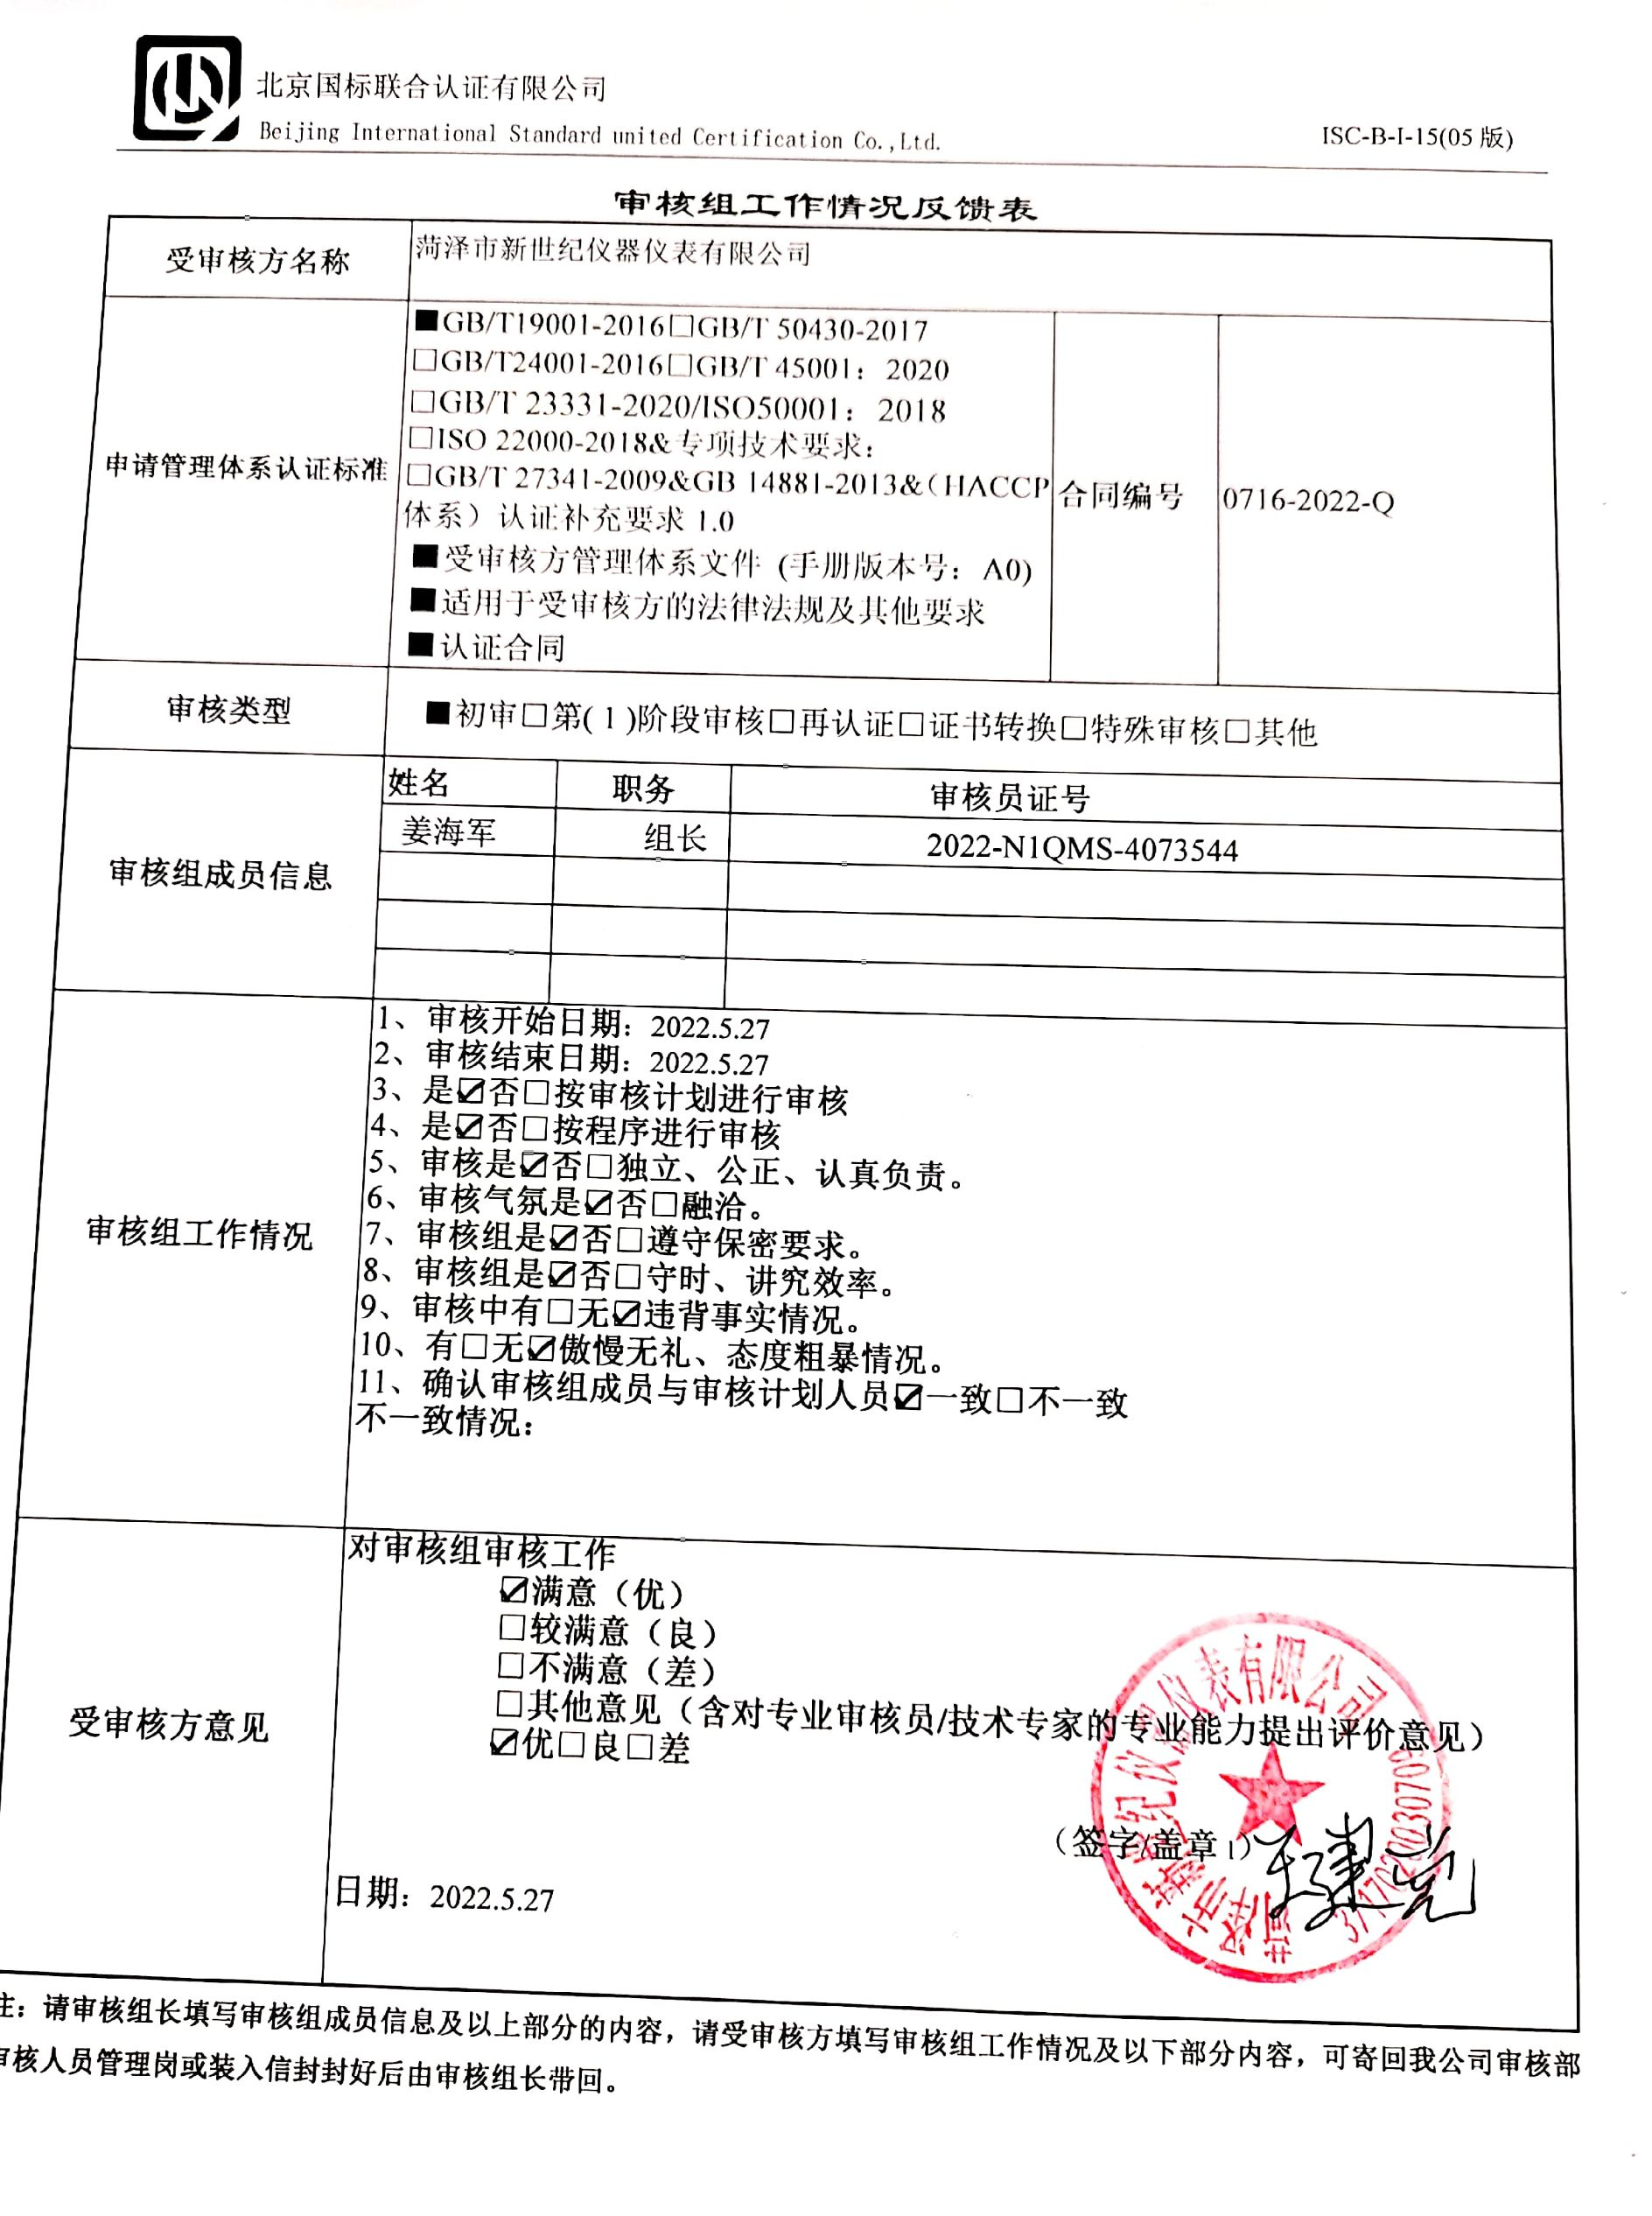 北京国标联合认证有限公司
Beijing International Standard united Certification Co.,Ltd.
ISC-B-I-15(05 版)
审核组工作情况反馈表
受审核方名称
菏泽市新世纪仪器仪表有限公司
申请管理体系认证标准
■GB/T19001-2016□GB/T 50430-2017
□GB/T24001-2016□GB/T 45001：2020
□GB/T 23331-2020/ISO50001：2018
□ISO 22000-2018&专项技术要求：
□GB/T 27341-2009&GB 14881-2013&（HACCP
体系）认证补充要求 1.0
■受审核方管理体系文件 (手册版本号：A0)
■适用于受审核方的法律法规及其他要求
■认证合同
合同编号
0716-2022-Q
审核类型
■初审□第( 1 )阶段审核□再认证□证书转换□特殊审核□其他
审核组成员信息
姓名 职务 审核员证号
姜海军 组长 2022-N1QMS-4073544
审核组工作情况
1、审核开始日期：2022.5.27
2、审核结束日期：2022.5.27
3、是☑否□按审核计划进行审核
4、是☑否□按程序进行审核
5、审核是☑否□独立、公正、认真负责。
6、审核气氛是☑否□融洽。
7、审核组是☑否□遵守保密要求。
8、审核组是☑否□守时、讲究效率。
9、审核中有□无☑违背事实情况。
10、有□无☑傲慢无礼、态度粗暴情况。
11、确认审核组成员与审核计划人员☑一致□不一致
不一致情况：
受审核方意见
对审核组审核工作
☑满意（优）
□较满意（良）
□不满意（差）
□其他意见（含对专业审核员/技术专家的专业能力提出评价意见）
☑优□良□差
（签字/盖章）
日期：2022.5.27
菏泽市新世纪仪器仪表有限公司
注：请审核组长填写审核组成员信息及以上部分的内容，请受审核方填写审核组工作情况及以下部分内容，可寄回我公司审核部
审核人员管理岗或装入信封封好后由审核组长带回。